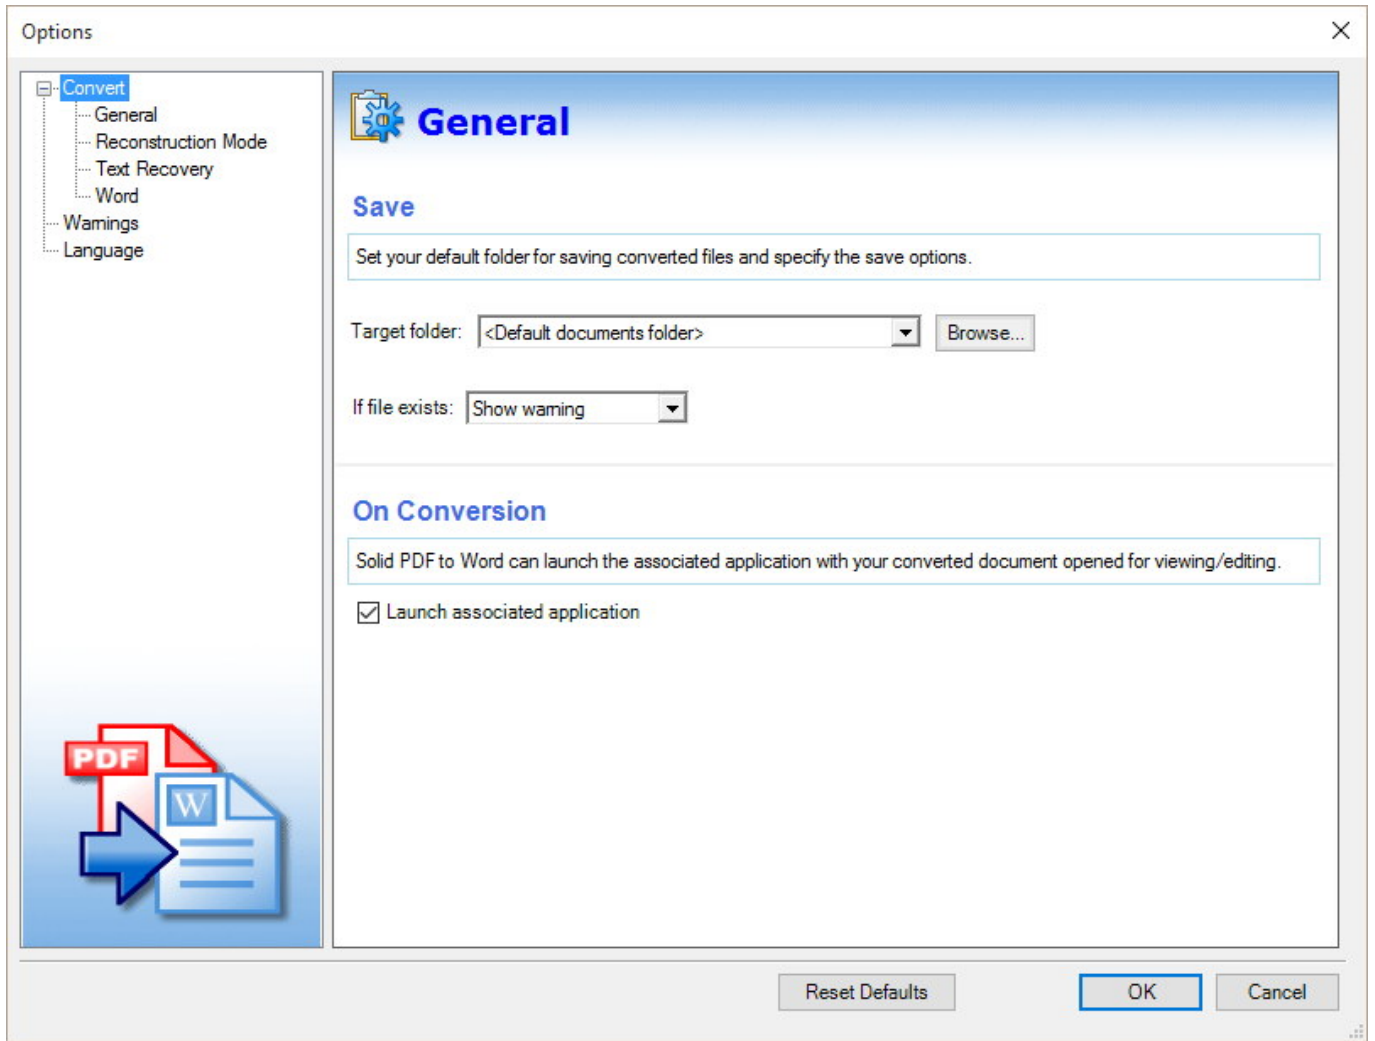 Options
Convert
General
Reconstruction Mode
Text Recovery
Word
Warnings
Language
General
Save
Set your default folder for saving converted files and specify the save options.
Target folder: <Default documents folder> Browse...
If file exists: Show warning
On Conversion
Solid PDF to Word can launch the associated application with your converted document opened for viewing/editing.
Launch associated application
PDF
W
Reset Defaults OK Cancel